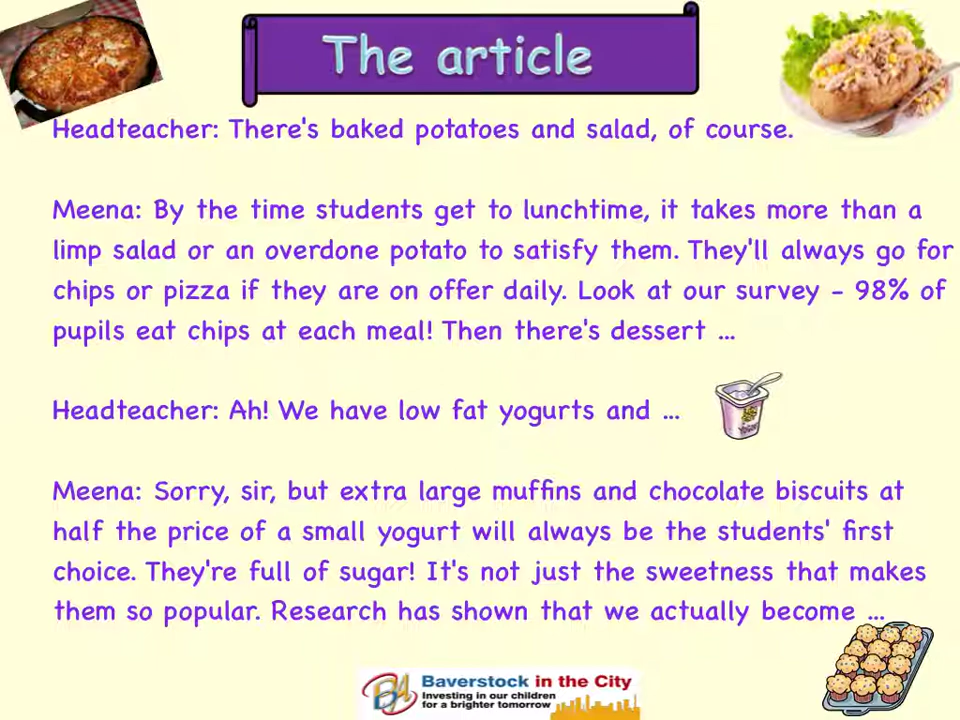 The article
Headteacher: There's baked potatoes and salad, of course.
Meena: By the time students get to lunchtime, it takes more than a
limp salad or an overdone potato to satisfy them. They'll always go for
chips or pizza if they are on offer daily. Look at our survey – 98% of
pupils eat chips at each meal! Then there's dessert ...
Headteacher: Ah! We have low fat yogurts and ...
Meena: Sorry, sir, but extra large muffins and chocolate biscuits at
half the price of a small yogurt will always be the students' first
choice. They're full of sugar! It's not just the sweetness that makes
them so popular. Research has shown that we actually become ...
Baverstock in the City
Investing in our children
for a brighter tomorrow